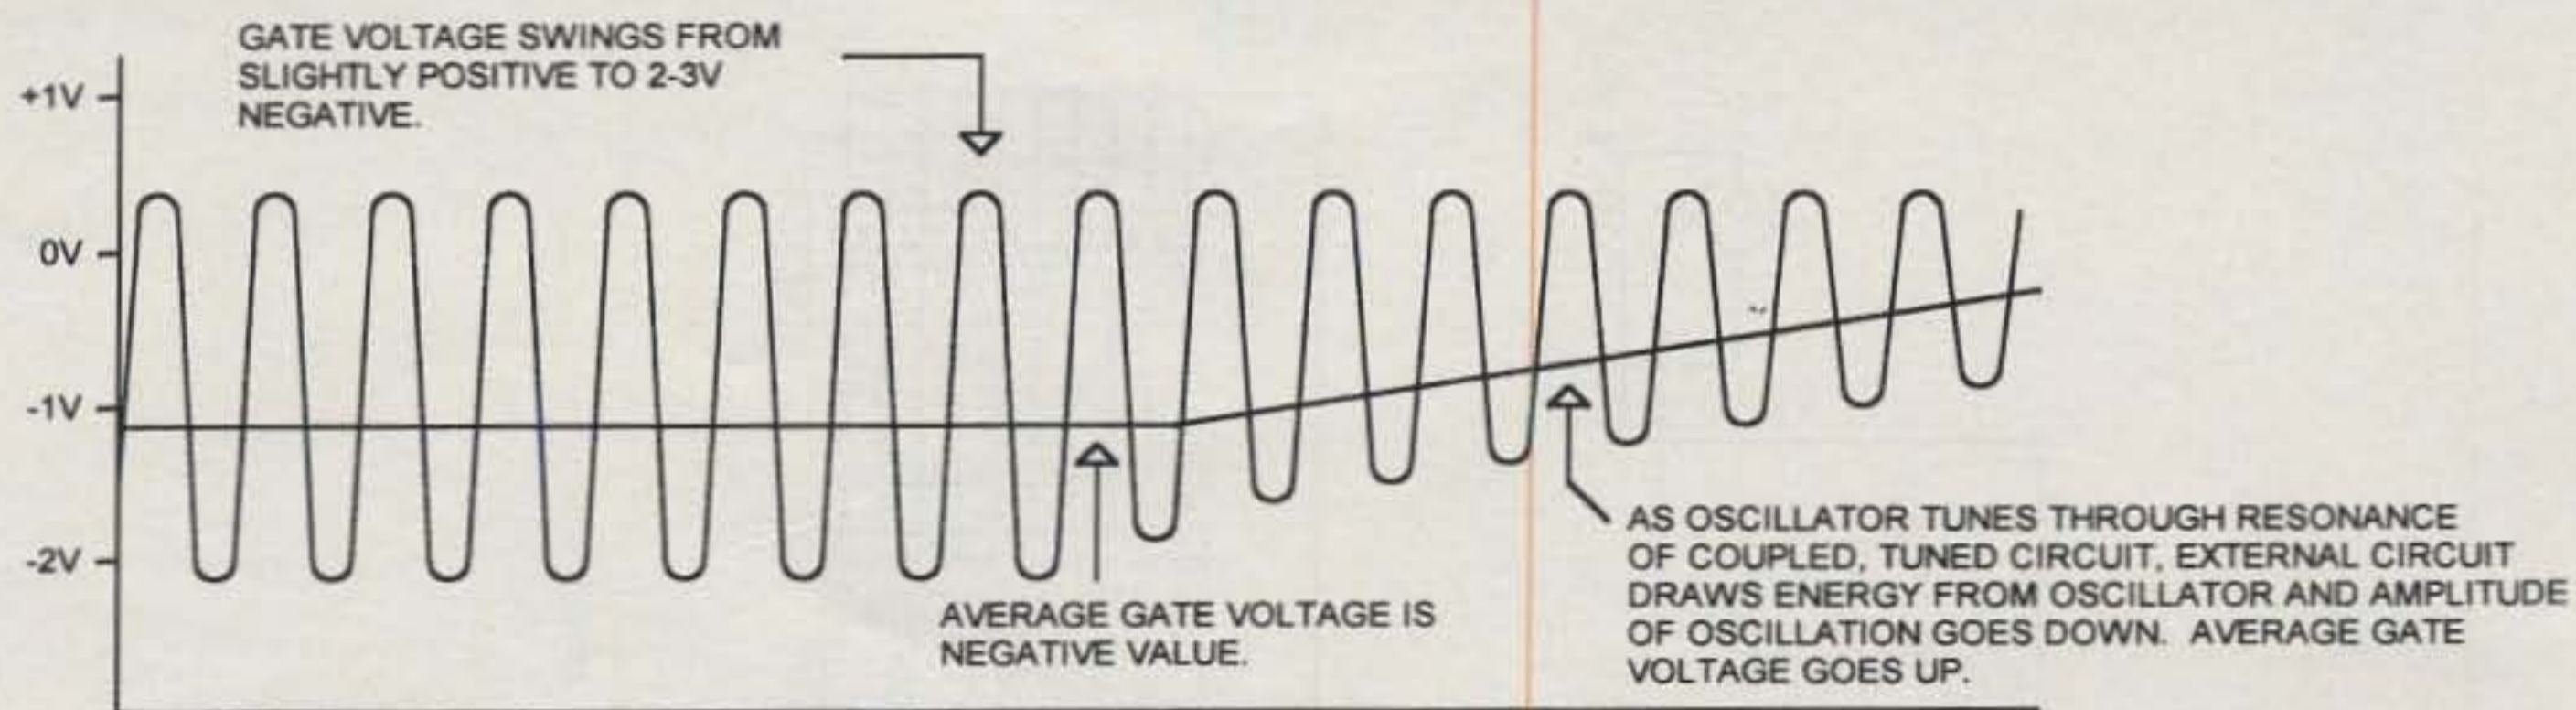 GATE VOLTAGE SWINGS FROM
SLIGHTLY POSITIVE TO 2-3V
NEGATIVE.
+1V
0V
-1V
-2V
AVERAGE GATE VOLTAGE IS
NEGATIVE VALUE.
AS OSCILLATOR TUNES THROUGH RESONANCE
OF COUPLED, TUNED CIRCUIT, EXTERNAL CIRCUIT
DRAWS ENERGY FROM OSCILLATOR AND AMPLITUDE
OF OSCILLATION GOES DOWN. AVERAGE GATE
VOLTAGE GOES UP.